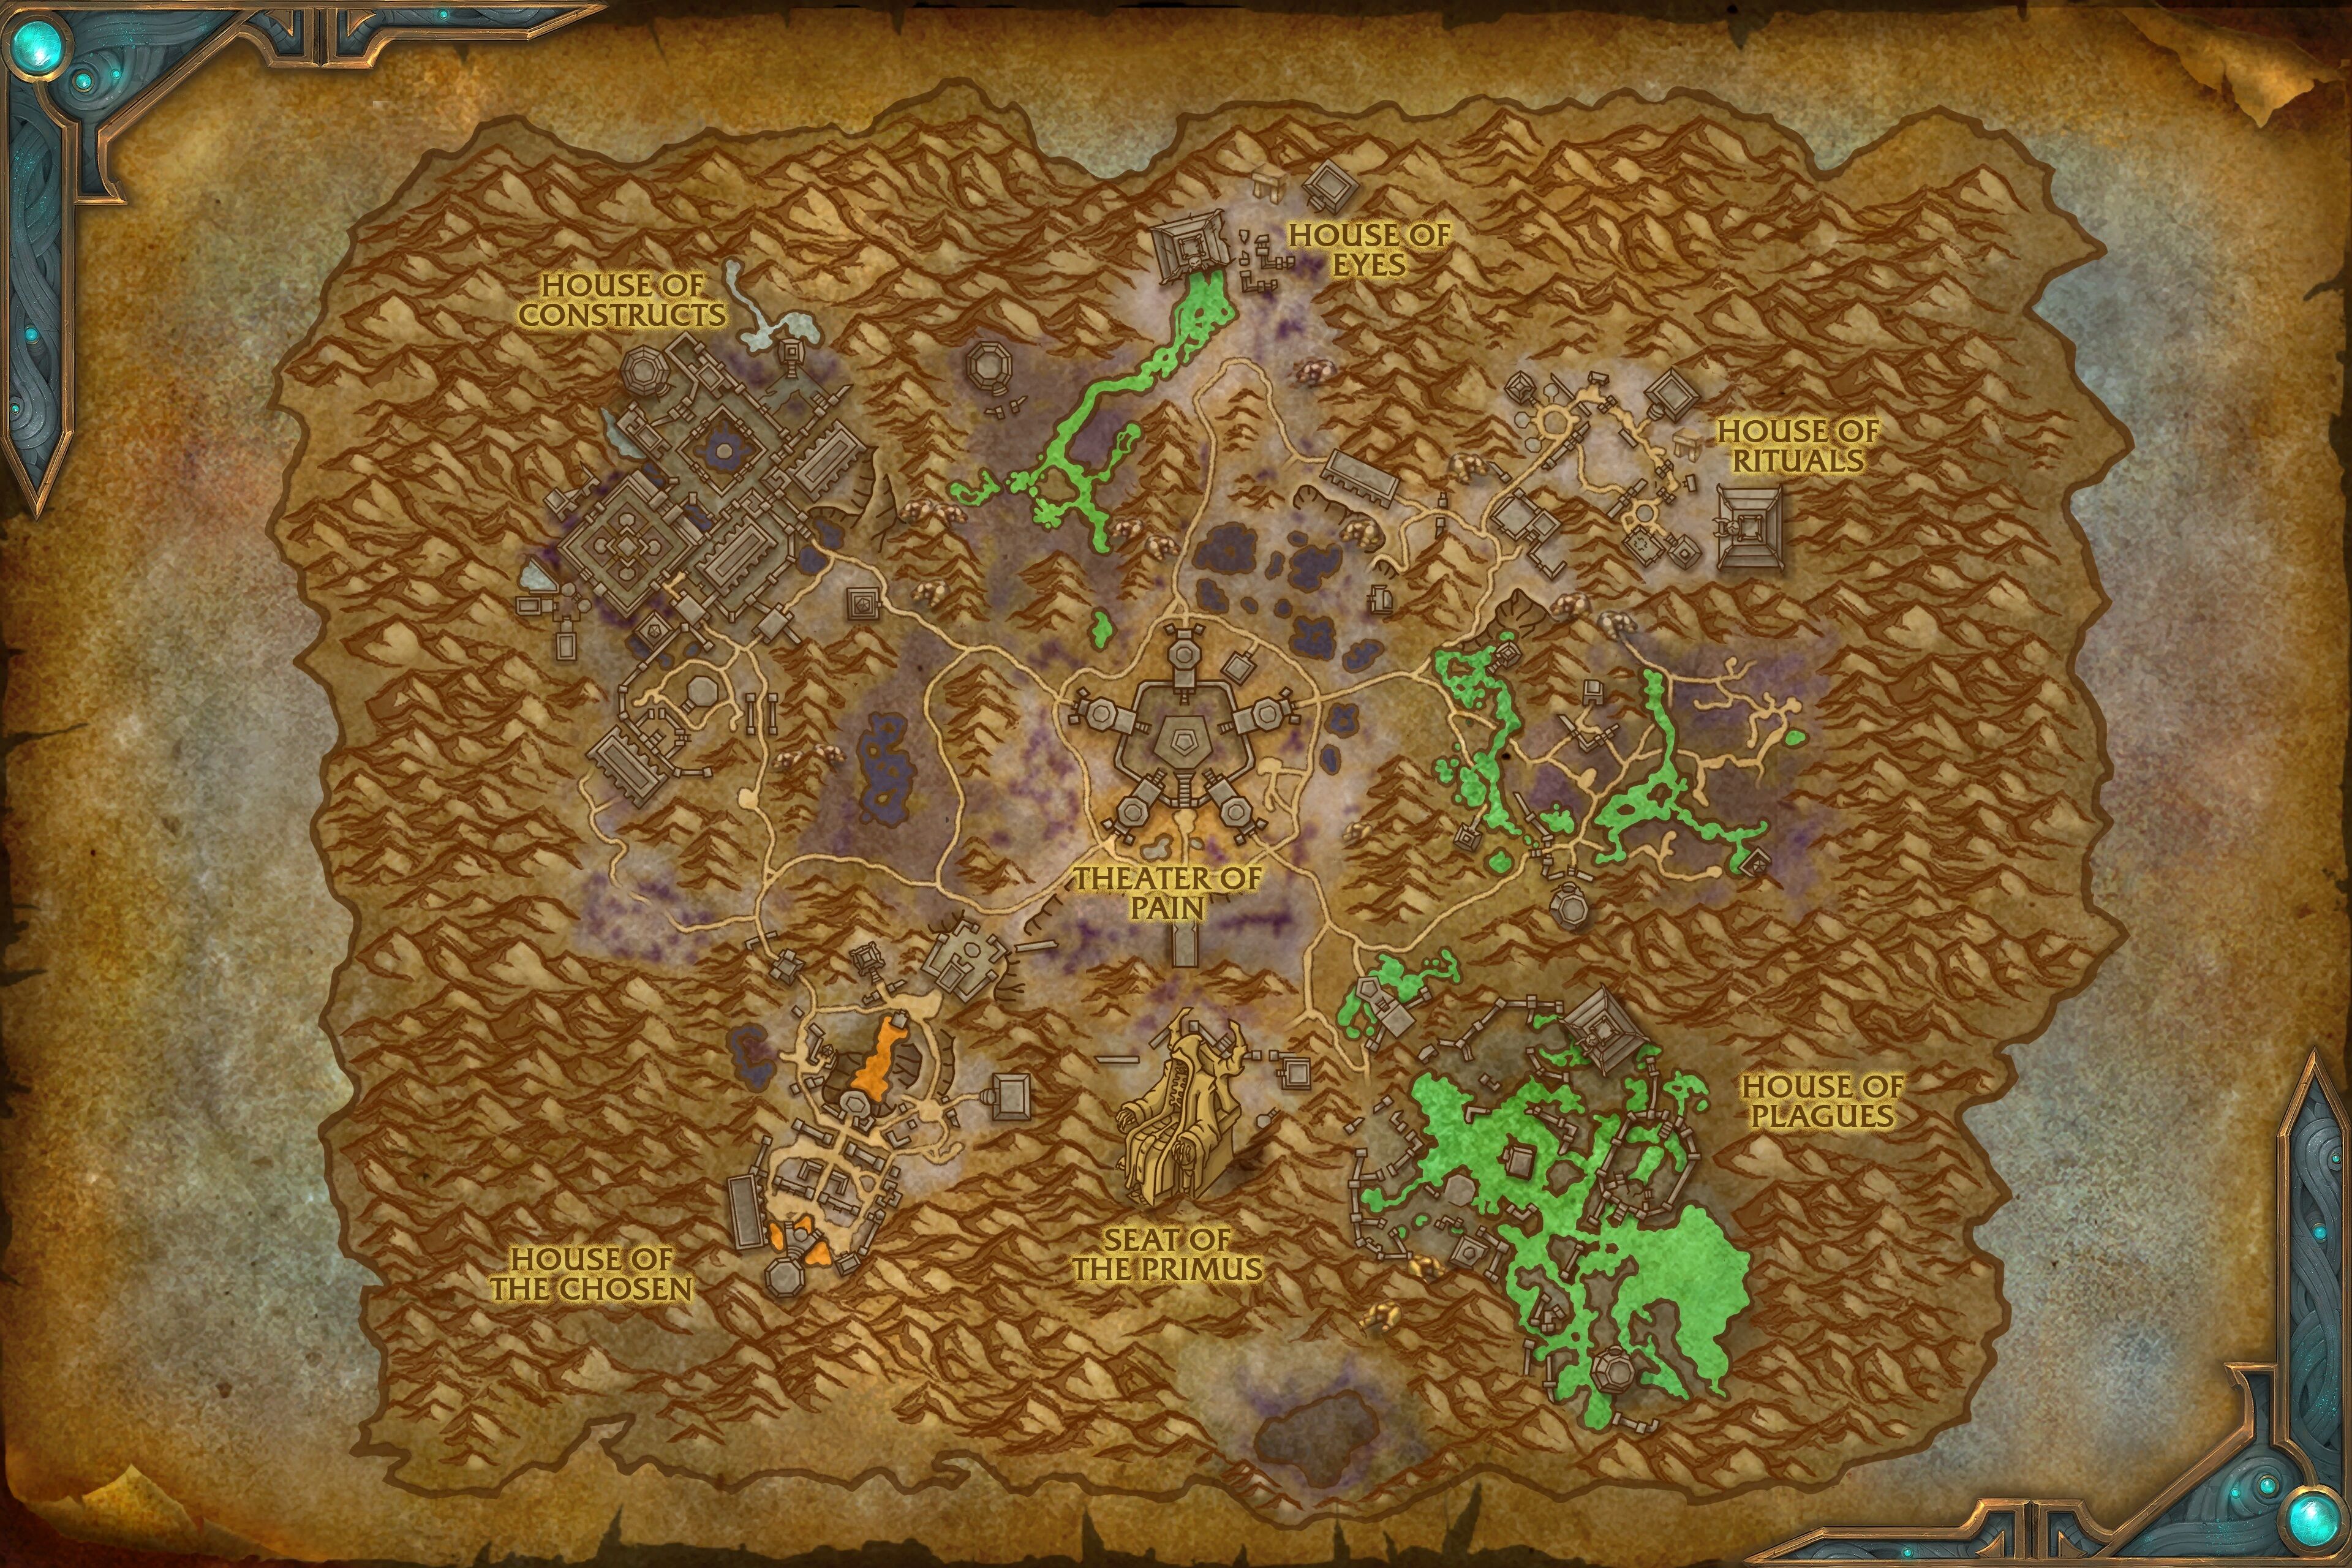 HOUSE OF
EYES
HOUSE OF
CONSTRUCTS
HOUSE OF
RITUALS
THEATER OF
PAIN
HOUSE OF
PLAGUES
SEAT OF
THE PRIMUS
HOUSE OF
THE CHOSEN